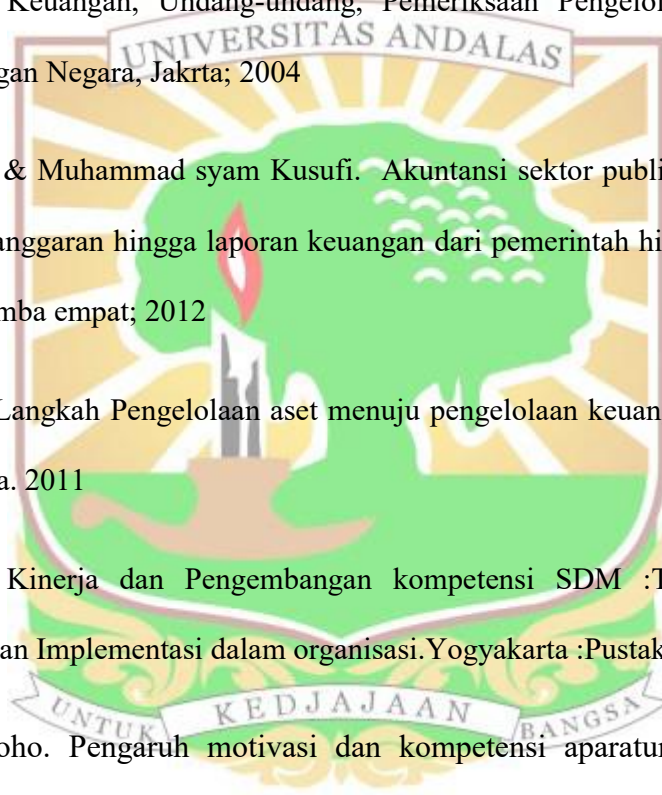 Keuangan, Undang-undang, Pemeriksaan Pengelol
UNIVERSITAS ANDALAS
gan Negara, Jakrta; 2004
& Muhammad syam Kusufi. Akuntansi sektor publi
anggaran hingga laporan keuangan dari pemerintah hi
mba empat; 2012
Langkah Pengelolaan aset menuju pengelolaan keuan
a. 2011
Kinerja dan Pengembangan kompetensi SDM :T
an Implementasi dalam organisasi.Yogyakarta :Pustak
UNTUK KEDJAJAAN BANGSA
oho. Pengaruh motivasi dan kompetensi aparatur